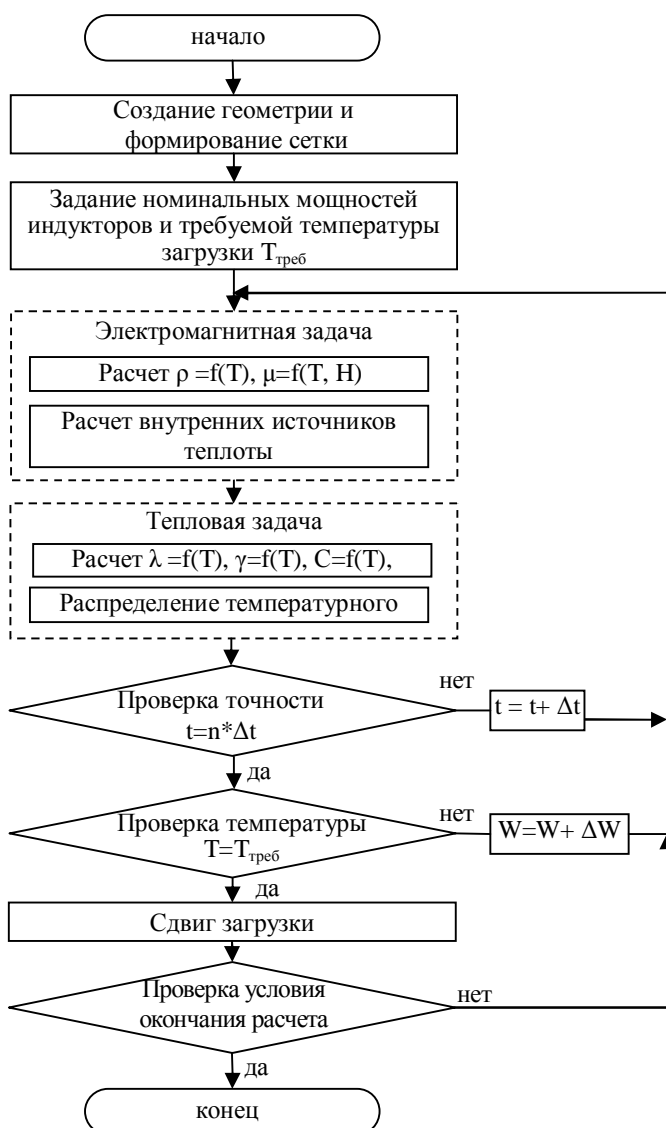 начало
Создание геометрии и
формирование сетки
Задание номинальных мощностей
индукторов и требуемой температуры
загрузки Tтреб
Электромагнитная задача
Расчет ρ =f(T), μ=f(T, H)
Расчет внутренних источников
теплоты
Тепловая задача
Расчет λ =f(T), γ=f(T), C=f(T),
Распределение температурного
Проверка точности
t=n*Δt
нет
t = t+ Δt
да
Проверка температуры
T=Tтреб
нет
W=W+ ΔW
да
Сдвиг загрузки
Проверка условия
окончания расчета
нет
да
конец